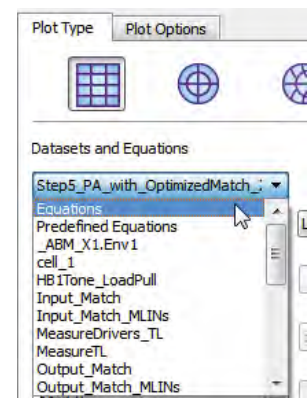 Plot Type Plot Options
Datasets and Equations
Step5_PA_with_OptimizedMatch_
Equations
Predefined Equations
_ABM_X1.Env1
cell_1
HB1Tone_LoadPull
Input_Match
Input_Match_MLINs
MeasureDrivers_TL
MeasureTL
Output_Match
Output_Match_MLINs